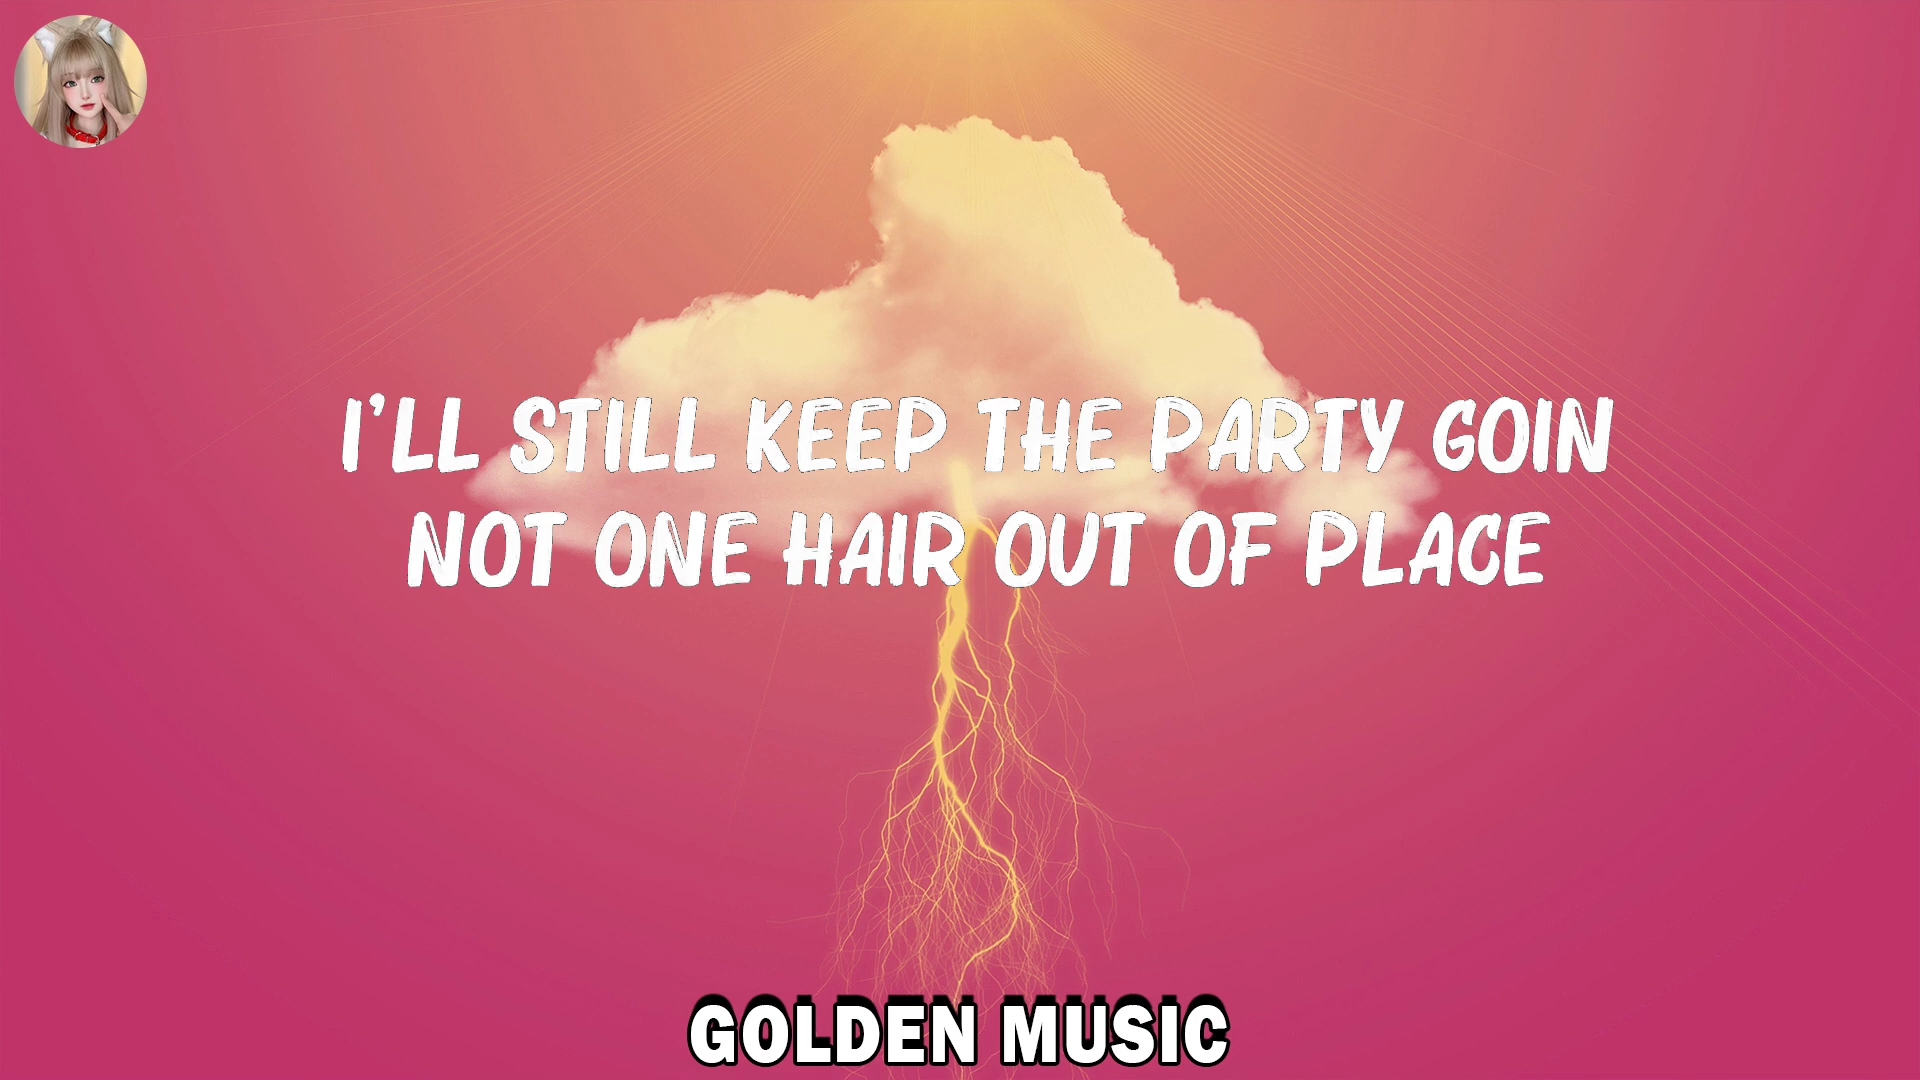 I'LL STILL KEEP THE PARTY GOIN
NOT ONE HAIR OUT OF PLACE
GOLDEN MUSIC